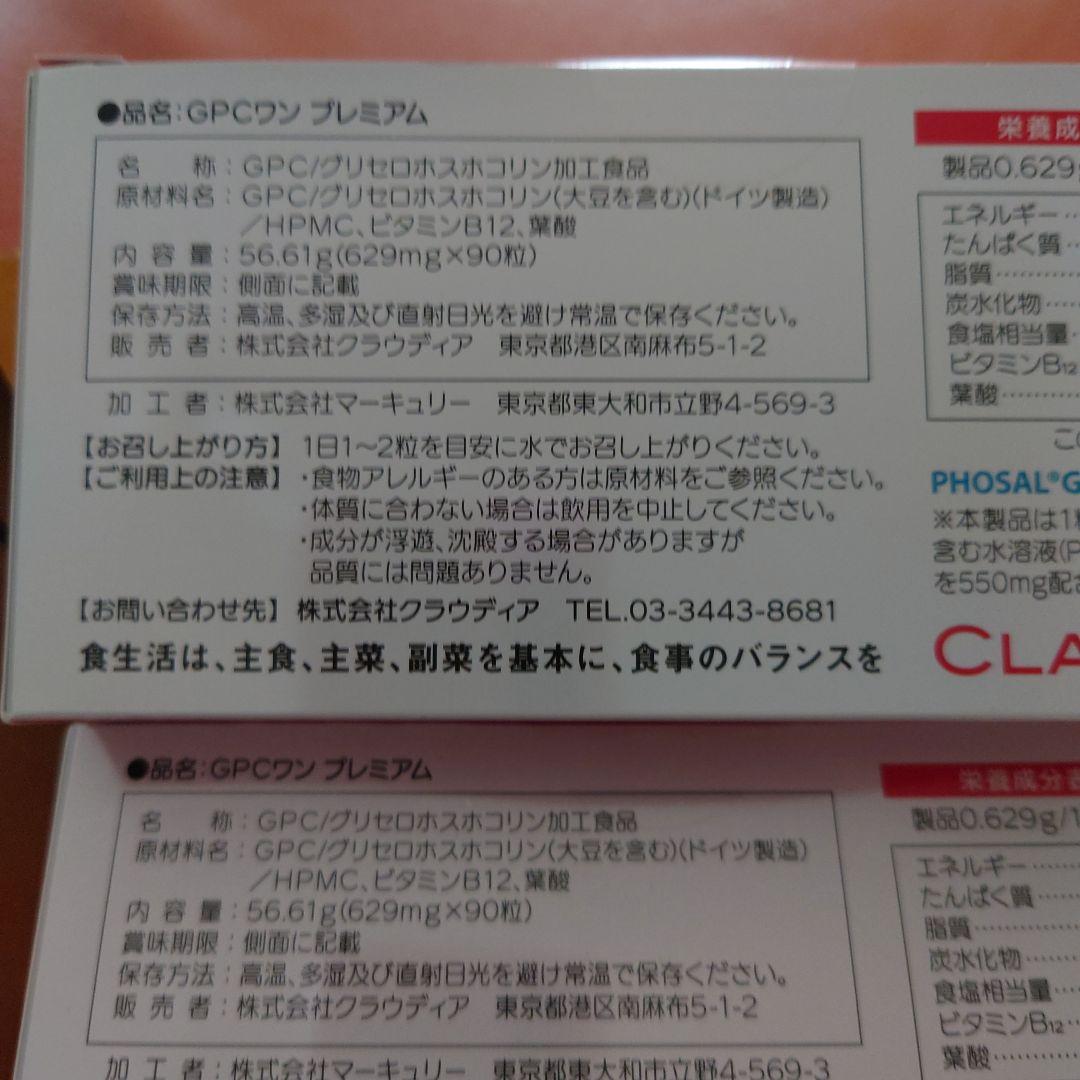 ●品名：GPCワン プレミアム
名 称：GPC/グリセロホスホコリン加工食品
原材料名：GPC/グリセロホスホコリン(大豆を含む)(ドイツ製造)
/HPMC、ビタミンB12、葉酸
内 容 量：56.61g(629mg×90粒)
賞味期限：側面に記載
保存方法：高温、多湿及び直射日光を避け常温で保存ください。
販 売 者：株式会社クラウディア 東京都港区南麻布5-1-2
加 工 者：株式会社マーキュリー 東京都東大和市立野4-569-3
【お召し上がり方】 1日1〜2粒を目安に水でお召し上がりください。
【ご利用上の注意】 ・食物アレルギーのある方は原材料をご参照ください。
・体質に合わない場合は飲用を中止してください。
・成分が浮遊、沈殿する場合がありますが
品質には問題ありません。
【お問い合わせ先】 株式会社クラウディア TEL.03-3443-8681
食生活は、主食、主菜、副菜を基本に、食事のバランスを
栄養成
製品0.629g
エネルギー……
たんぱく質……
脂質……
炭水化物……
食塩相当量……
ビタミンB₁₂
葉酸……
この
PHOSAL®G
※本製品は1粒
含む水溶液(P
を550mg配合
CLA
●品名：GPCワン プレミアム
名 称：GPC/グリセロホスホコリン加工食品
原材料名：GPC/グリセロホスホコリン(大豆を含む)(ドイツ製造)
/HPMC、ビタミンB12、葉酸
内 容 量：56.61g(629mg×90粒)
賞味期限：側面に記載
保存方法：高温、多湿及び直射日光を避け常温で保存ください。
販 売 者：株式会社クラウディア 東京都港区南麻布5-1-2
加 工 者：株式会社マーキュリー 東京都東大和市立野4-569-3
栄養成分表
製品0.629g/1
エネルギー……
たんぱく質……
脂質……
炭水化物……
食塩相当量……
ビタミンB₁₂……
葉酸……